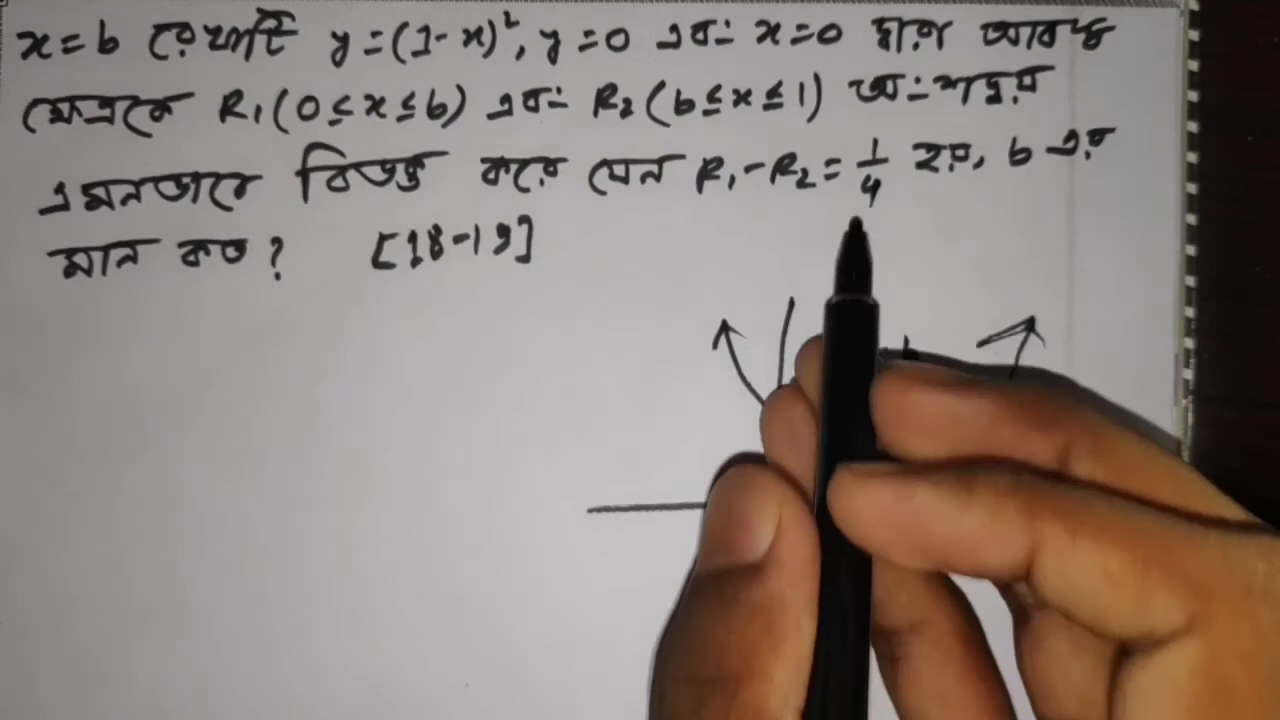 x = b রেখাটি y = (1-x)², y = 0 এবং x = 0 দ্বারা আবদ্ধ
ক্ষেত্রকে R₁ (0 ≤ x ≤ b) এবং R₂ (b ≤ x ≤ 1) অংশদ্বয়
এমনভাবে বিভক্ত করে যেন R₁ - R₂ = 1/4 হয়, b এর
মান কত? [18-19]